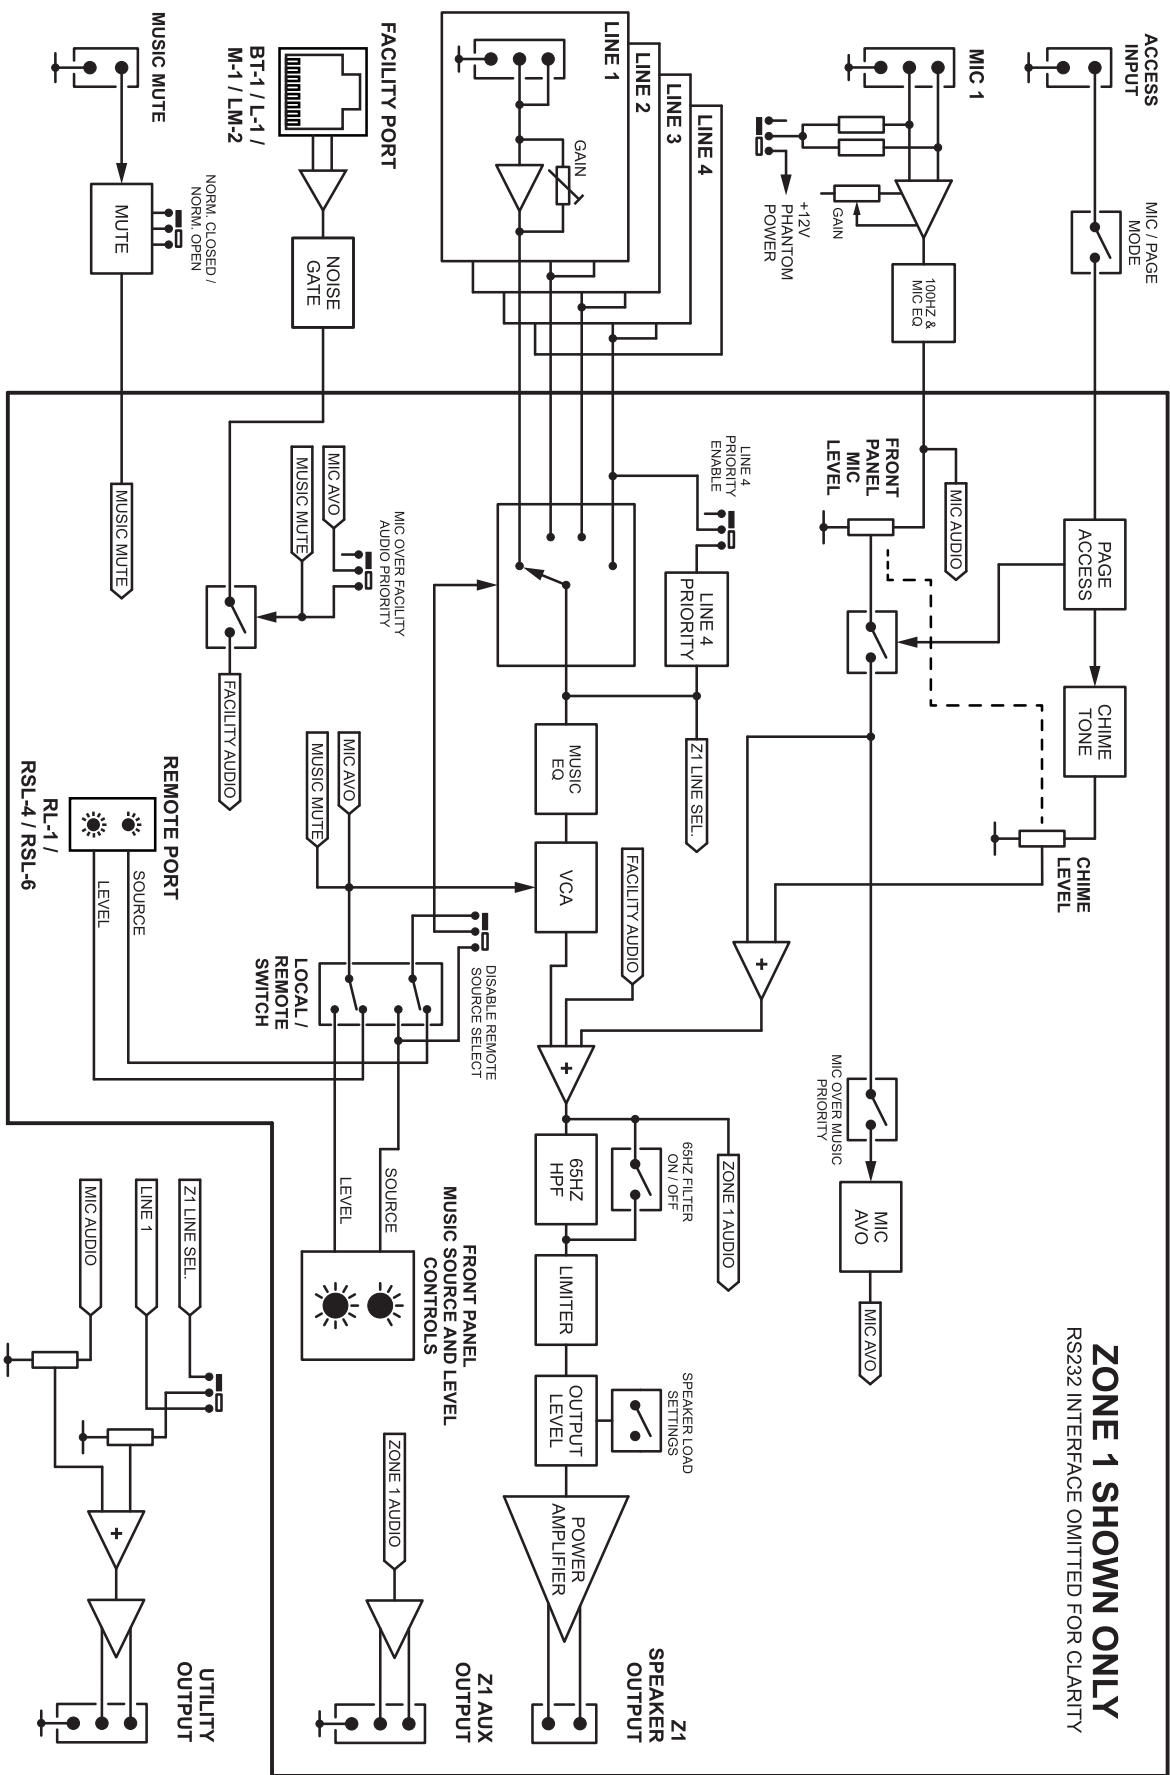 ZONE 1 SHOWN ONLY
RS232 INTERFACE OMITTED FOR CLARITY
ACCESS
INPUT
MIC / PAGE
MODE
PAGE
ACCESS
CHIME
TONE
CHIME
LEVEL
MIC 1
+12V
PHANTOM
POWER
GAIN
100HZ &
MIC EQ
MIC AUDIO
FRONT
PANEL
MIC
LEVEL
+
MIC OVER MUSIC
PRIORITY
MIC
AVO
MIC AVO
LINE 1
LINE 2
LINE 3
LINE 4
GAIN
LINE 4
PRIORITY
ENABLE
LINE 4
PRIORITY
Z1 LINE SEL.
MUSIC
EQ
VCA
FACILITY AUDIO
+
65HZ
HPF
65HZ FILTER
ON / OFF
ZONE 1 AUDIO
LIMITER
OUTPUT
LEVEL
SPEAKER LOAD
SETTINGS
POWER
AMPLIFIER
Z1
SPEAKER
OUTPUT
FACILITY PORT
BT-1 / L-1 /
M-1 / LM-2
NOISE
GATE
MIC AVO
MUSIC MUTE
MIC OVER FACILITY
AUDIO PRIORITY
FACILITY AUDIO
MIC AVO
MUSIC MUTE
DISABLE REMOTE
SOURCE SELECT
LOCAL /
REMOTE
SWITCH
REMOTE PORT
RL-1 /
RSL-4 / RSL-6
SOURCE
LEVEL
SOURCE
LEVEL
FRONT PANEL
MUSIC SOURCE AND LEVEL
CONTROLS
ZONE 1 AUDIO
Z1 AUX
OUTPUT
MUSIC MUTE
MUTE
NORM. CLOSED /
NORM. OPEN
MUSIC MUTE
Z1 LINE SEL.
LINE 1
MIC AUDIO
+
UTILITY
OUTPUT